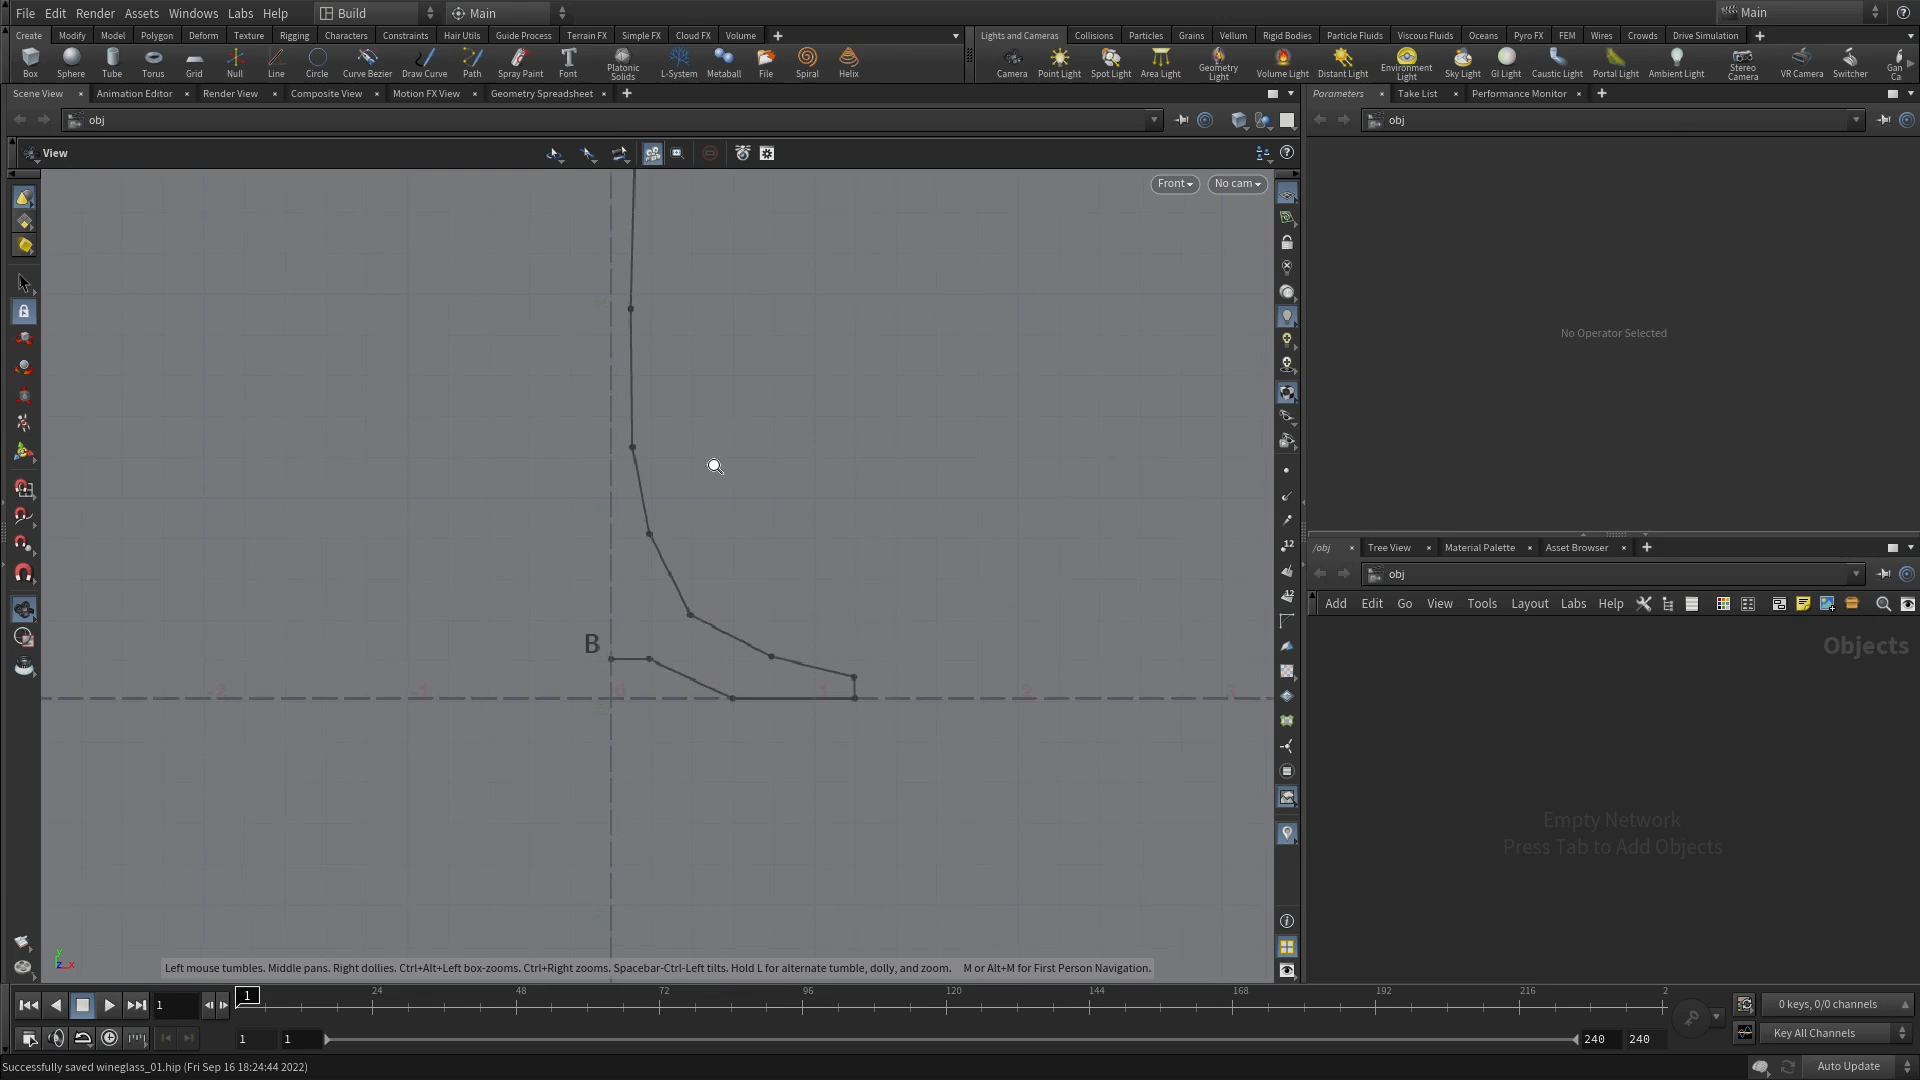 File Edit Render Assets Windows Labs Help Build Main Main
Create Modify Model Polygon Deform Texture Rigging Characters Constraints Hair Utils Guide Process Terrain FX Simple FX Cloud FX Volume
Lights and Cameras Collisions Particles Grains Vellum Rigid Bodies Particle Fluids Viscous Fluids Oceans Pyro FX FEM Wires Crowds Drive Simulation
Box Sphere Tube Torus Grid Null Line Circle Curve Bezier Draw Curve Path Spray Paint Font Platonic Solids L-System Metaball File Spiral Helix
Camera Point Light Spot Light Area Light Geometry Light Volume Light Distant Light Environment Light Sky Light GI Light Caustic Light Portal Light Ambient Light Stereo Camera VR Camera Switcher Gan Ca
Scene View Animation Editor Render View Composite View Motion FX View Geometry Spreadsheet
Parameters Take List Performance Monitor
obj
obj
View
Front No cam
No Operator Selected
/obj Tree View Material Palette Asset Browser
obj
Add Edit Go View Tools Layout Labs Help
Objects
B
-2 -1 0 1 2 3
Empty Network
Press Tab to Add Objects
12
12
y
z x
Left mouse tumbles. Middle pans. Right dollies. Ctrl+Alt+Left box-zooms. Ctrl+Right zooms. Spacebar-Ctrl-Left tilts. Hold L for alternate tumble, dolly, and zoom. M or Alt+M for First Person Navigation.
1 1 24 48 72 96 120 144 168 192 216 2
0 keys, 0/0 channels
1 1 240 240
Key All Channels
Successfully saved wineglass_01.hip (Fri Sep 16 18:24:44 2022)
Auto Update